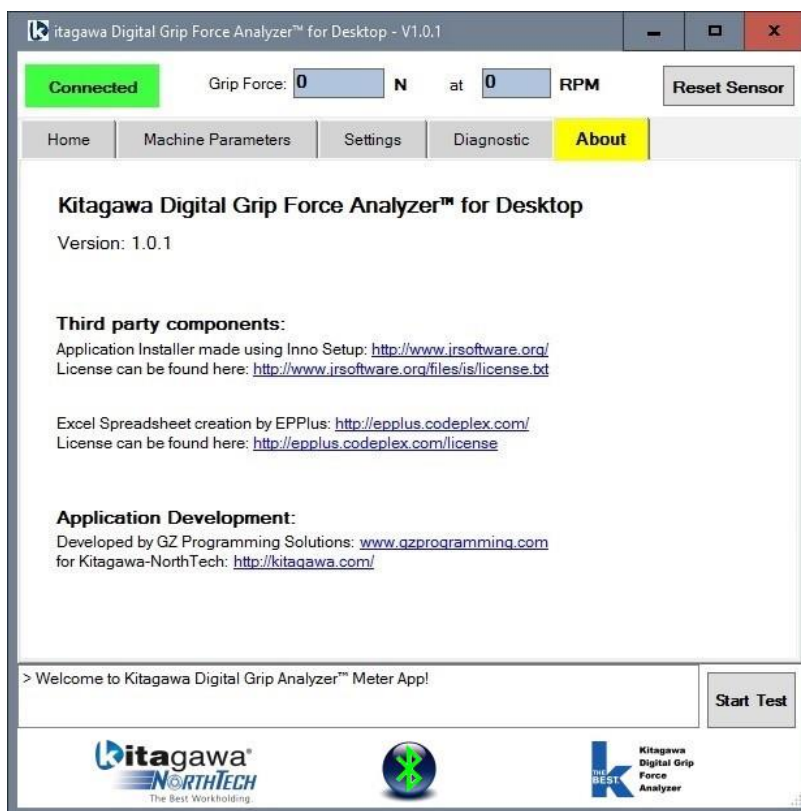 itagawa Digital Grip Force Analyzer™ for Desktop - V1.0.1
Connected Grip Force: 0 N at 0 RPM Reset Sensor
Home Machine Parameters Settings Diagnostic About
Kitagawa Digital Grip Force Analyzer™ for Desktop
Version: 1.0.1
Third party components:
Application Installer made using Inno Setup: http://www.jrsoftware.org/
License can be found here: http://www.jrsoftware.org/files/is/license.txt
Excel Spreadsheet creation by EPPlus: http://epplus.codeplex.com/
License can be found here: http://epplus.codeplex.com/license
Application Development:
Developed by GZ Programming Solutions: www.gzprogramming.com
for Kitagawa-NorthTech: http://kitagawa.com/
> Welcome to Kitagawa Digital Grip Analyzer™ Meter App!
Start Test
Kitagawa®
NORTHTECH
The Best Workholding.
THE BEST. k
Kitagawa
Digital Grip
Force
Analyzer